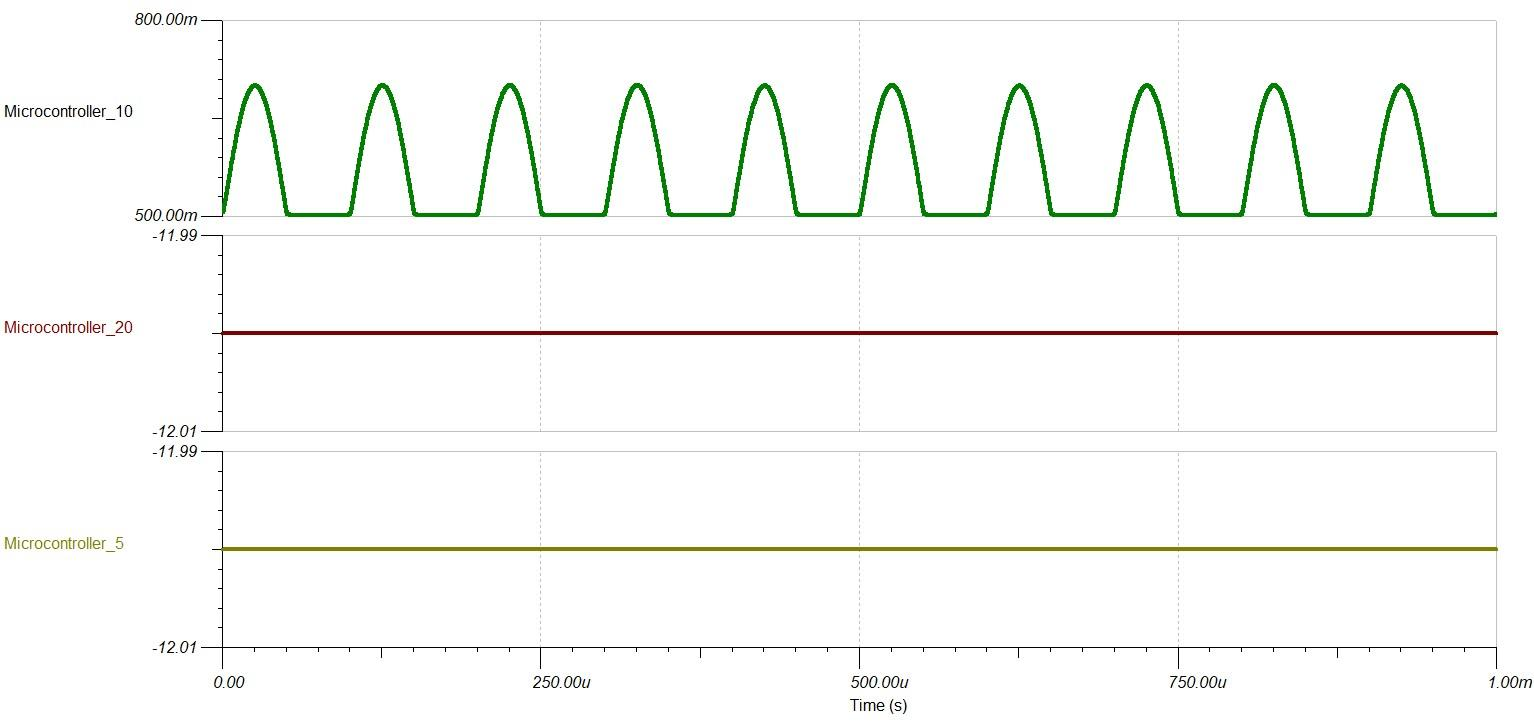 800.00m
Microcontroller_10
500.00m
-11.99
Microcontroller_20
-12.01
-11.99
Microcontroller_5
-12.01
0.00 250.00u 500.00u 750.00u 1.00m
Time (s)